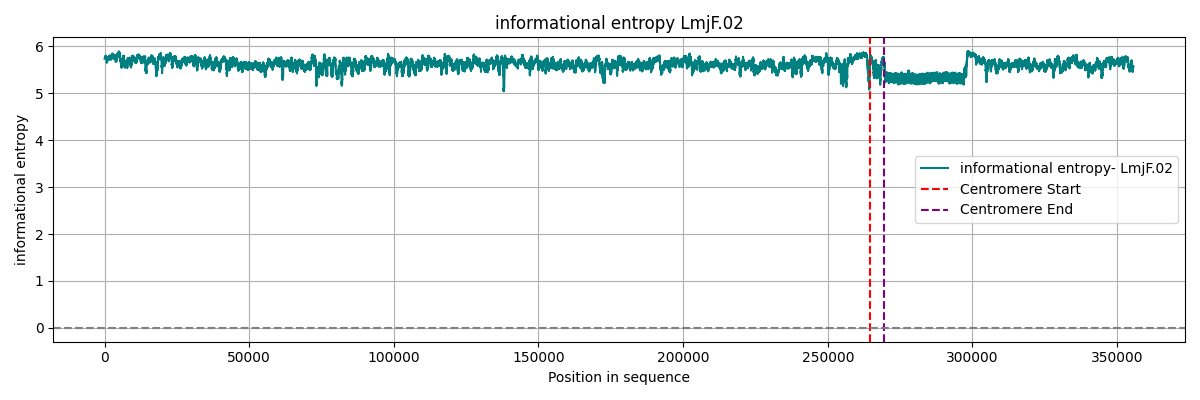 informational entropy LmjF.02
informational entropy
6
5
4
3
2
1
0
informational entropy- LmjF.02
Centromere Start
Centromere End
0
50000
100000
150000
200000
250000
300000
350000
Position in sequence